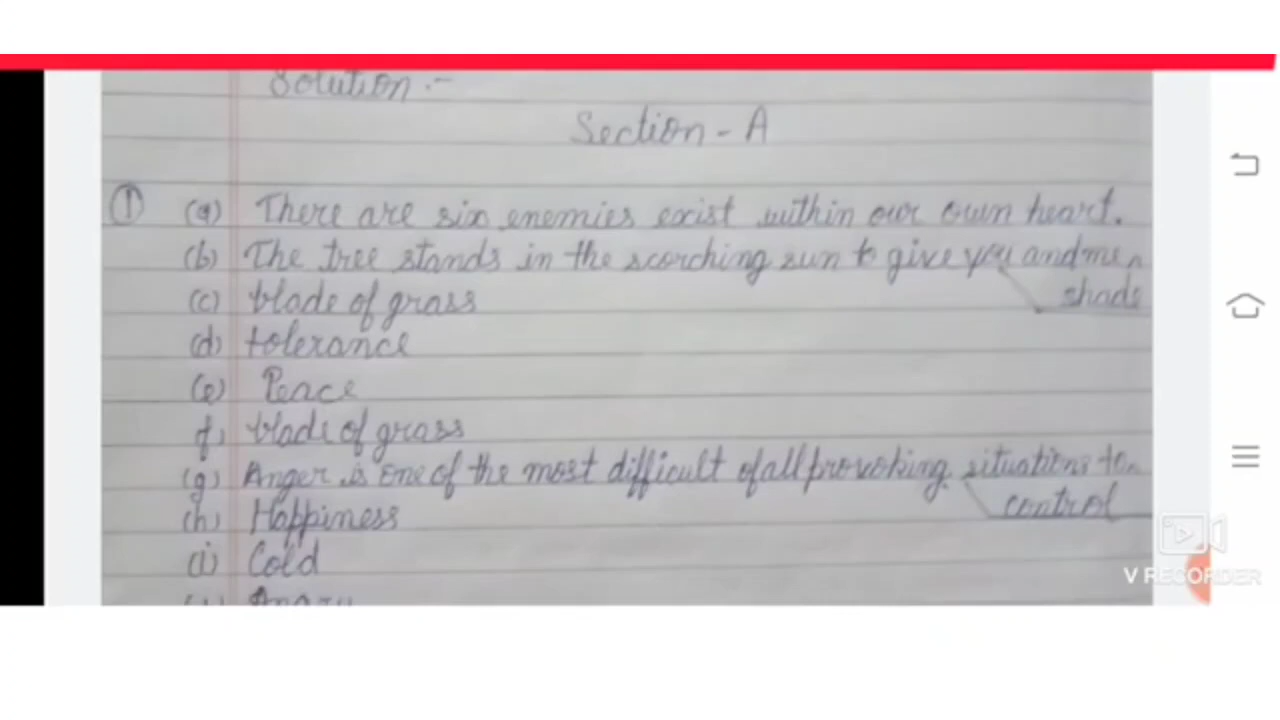 Solution :-
Section - A
① (a) There are six enemies exist within our own heart.
(b) The tree stands in the scorching sun to give you and me
shade
(c) blade of grass
(d) tolerance
(e) Peace
f) blade of grass
(g) Anger is one of the most difficult of all provoking situations to
control
(h) Happiness
(i) Cold
Angry
V RECORDER